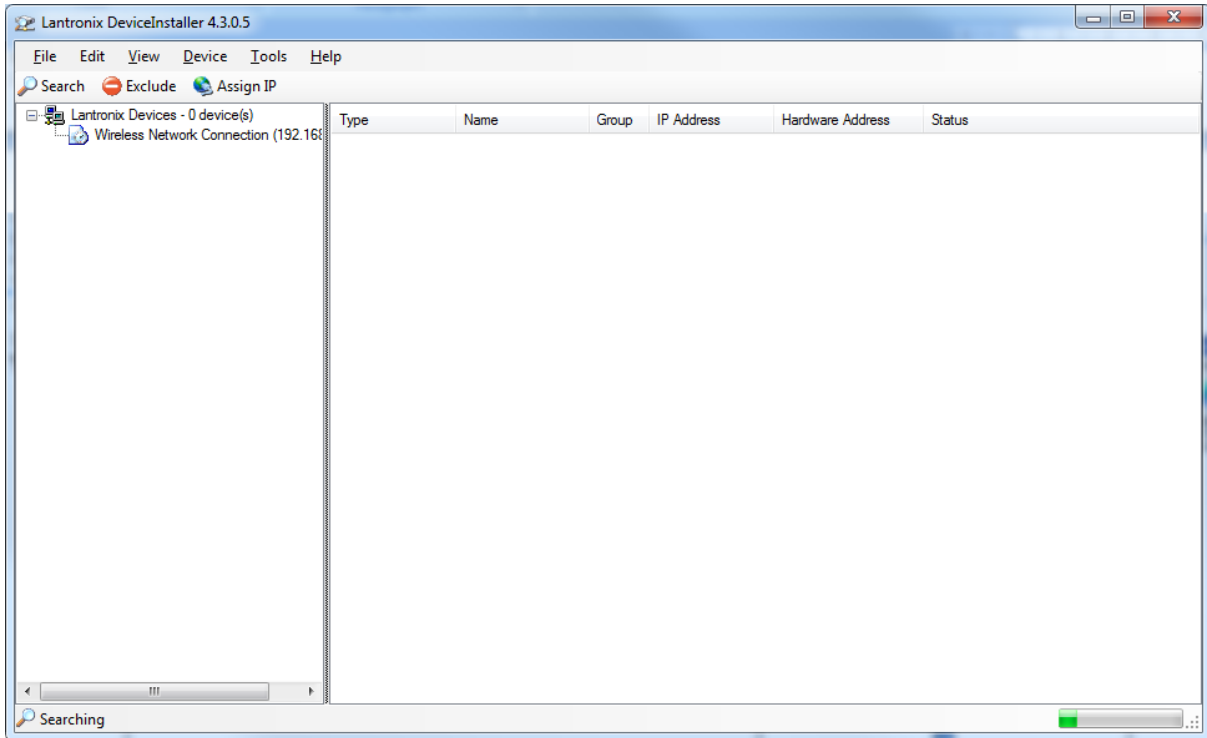 Lantronix DeviceInstaller 4.3.0.5
File Edit View Device Tools Help
Search Exclude Assign IP
Lantronix Devices - 0 device(s)
Wireless Network Connection (192.168
Type Name Group IP Address Hardware Address Status
Searching